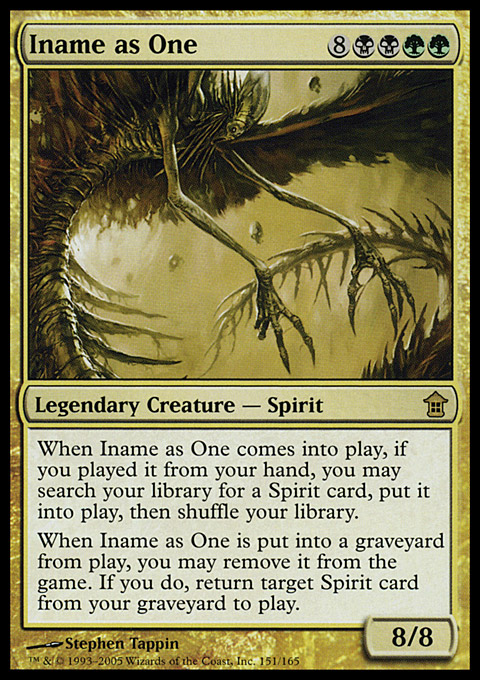 Iname as One 8
Legendary Creature — Spirit
When Iname as One comes into play, if
you played it from your hand, you may
search your library for a Spirit card, put it
into play, then shuffle your library.
When Iname as One is put into a graveyard
from play, you may remove it from the
game. If you do, return target Spirit card
from your graveyard to play.
Stephen Tappin
8/8
™ & © 1993–2005 Wizards of the Coast, Inc. 151/165